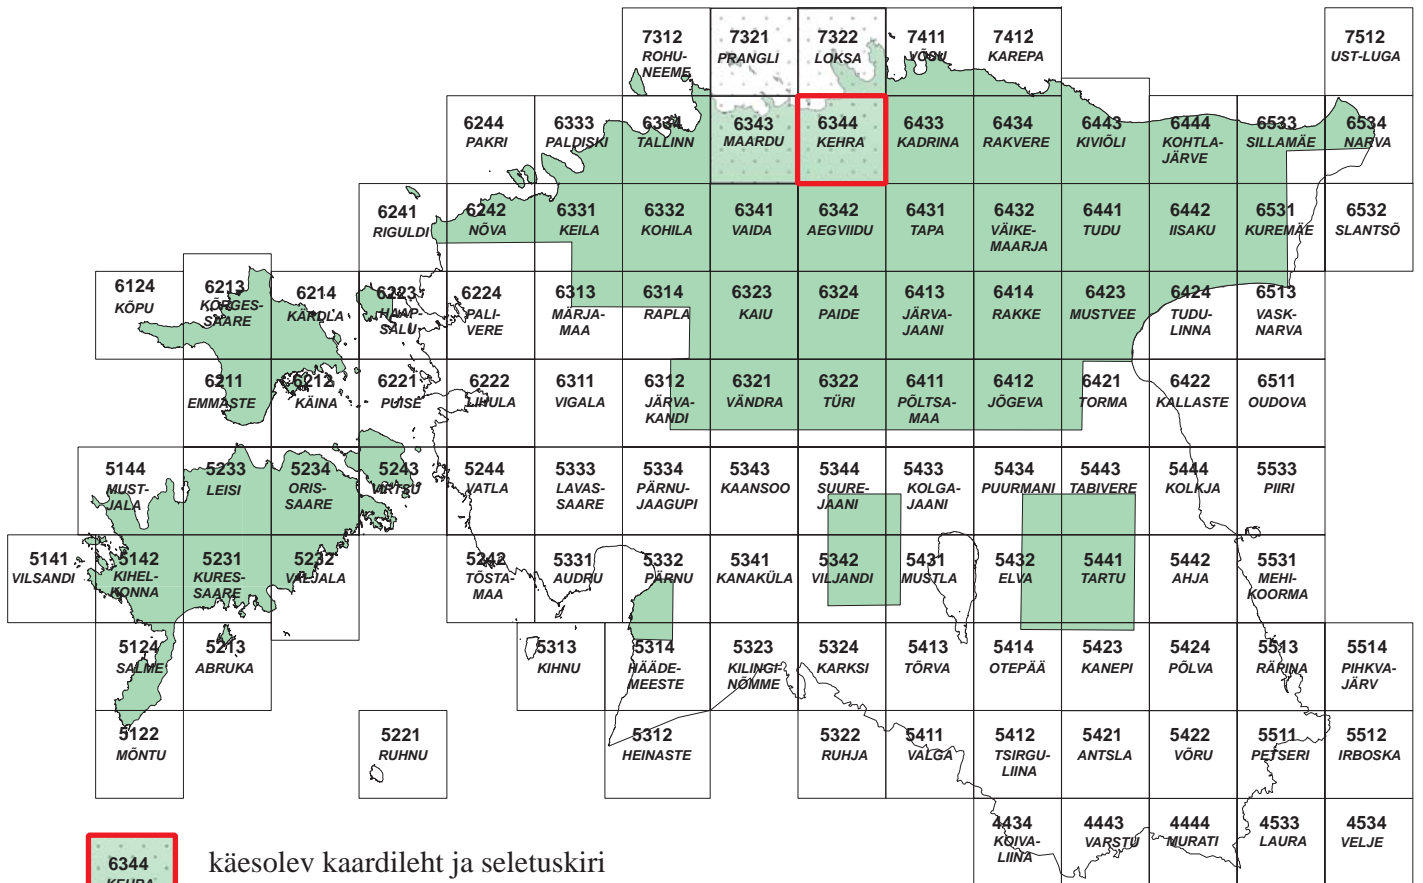 7312 7321 7322 7411 7412 7512
ROHU-NEEME PRANGLI LOKSA VÕSU KAREPA UST-LUGA
6244 6333 6334 6343 6344 6433 6434 6443 6444 6533 6534
PAKRI PALDISKI TALLINN MAARDU KEHRA KADRINA RAKVERE KIVIÕLI KOHTLA-JÄRVE SILLAMÄE NARVA
6241 6242 6331 6332 6341 6342 6431 6432 6441 6442 6531 6532
RIGULDI NÕVA KEILA KOHILA VAIDA AEGVIIDU TAPA VÄIKE-MAARJA TUDU IISAKU KUREMÄE SLANTSÕ
6124 6213 6214 6223 6224 6313 6314 6323 6324 6413 6414 6423 6424 6513
KÕPU KÕRGES-SAARE KÄRDLA HAAP-SALU PALI-VERE MÄRJA-MAA RAPLA KAIU PAIDE JÄRVA-JAANI RAKKE MUSTVEE TUDU-LINNA VASK-NARVA
6211 6212 6221 6222 6311 6312 6321 6322 6411 6412 6421 6422 6511
EMMASTE KÄINA PUISE LIHULA VIGALA JÄRVA-KANDI VÄNDRA TÜRI PÕLTSA-MAA JÕGEVA TORMA KALLASTE OUDOVA
5144 5233 5234 5243 5244 5333 5334 5343 5344 5433 5434 5443 5444 5533
MUST-JALA LEISI ORIS-SAARE VIRTSU VATLA LAVAS-SAARE PÄRNU-JAAGUPI KAANSOO SUURE-JAANI KOLGA-JAANI PUURMANI TABIVERE KOLKJA PIIRI
5141 5142 5231 5232 5242 5331 5332 5341 5342 5431 5432 5441 5442 5531
VILSANDI KIHEL-KONNA KURES-SAARE VALJALA TÕSTA-MAA AUDRU PÄRNU KANAKÜLA VILJANDI MUSTLA ELVA TARTU AHJA MEHI-KOORMA
5124 5213 5313 5314 5323 5324 5413 5414 5423 5424 5513 5514
SALME ABRUKA KIHNU HÄÄDE-MEESTE KILINGI-NÕMME KARKSI TÕRVA OTEPÄÄ KANEPI PÕLVA RÄPINA PIHKVA-JÄRV
5122 5221 5312 5322 5411 5412 5421 5422 5511 5512
MÕNTU RUHNU HEINASTE RUHJA VALGA TSIRGU-LIINA ANTSLA VÕRU PETSERI IRBOSKA
4434 4443 4444 4533 4534
KOIVA-LIINA VARSTU MURATI LAURA VELJE
6344
KEHRA
käesolev kaardileht ja seletuskiri